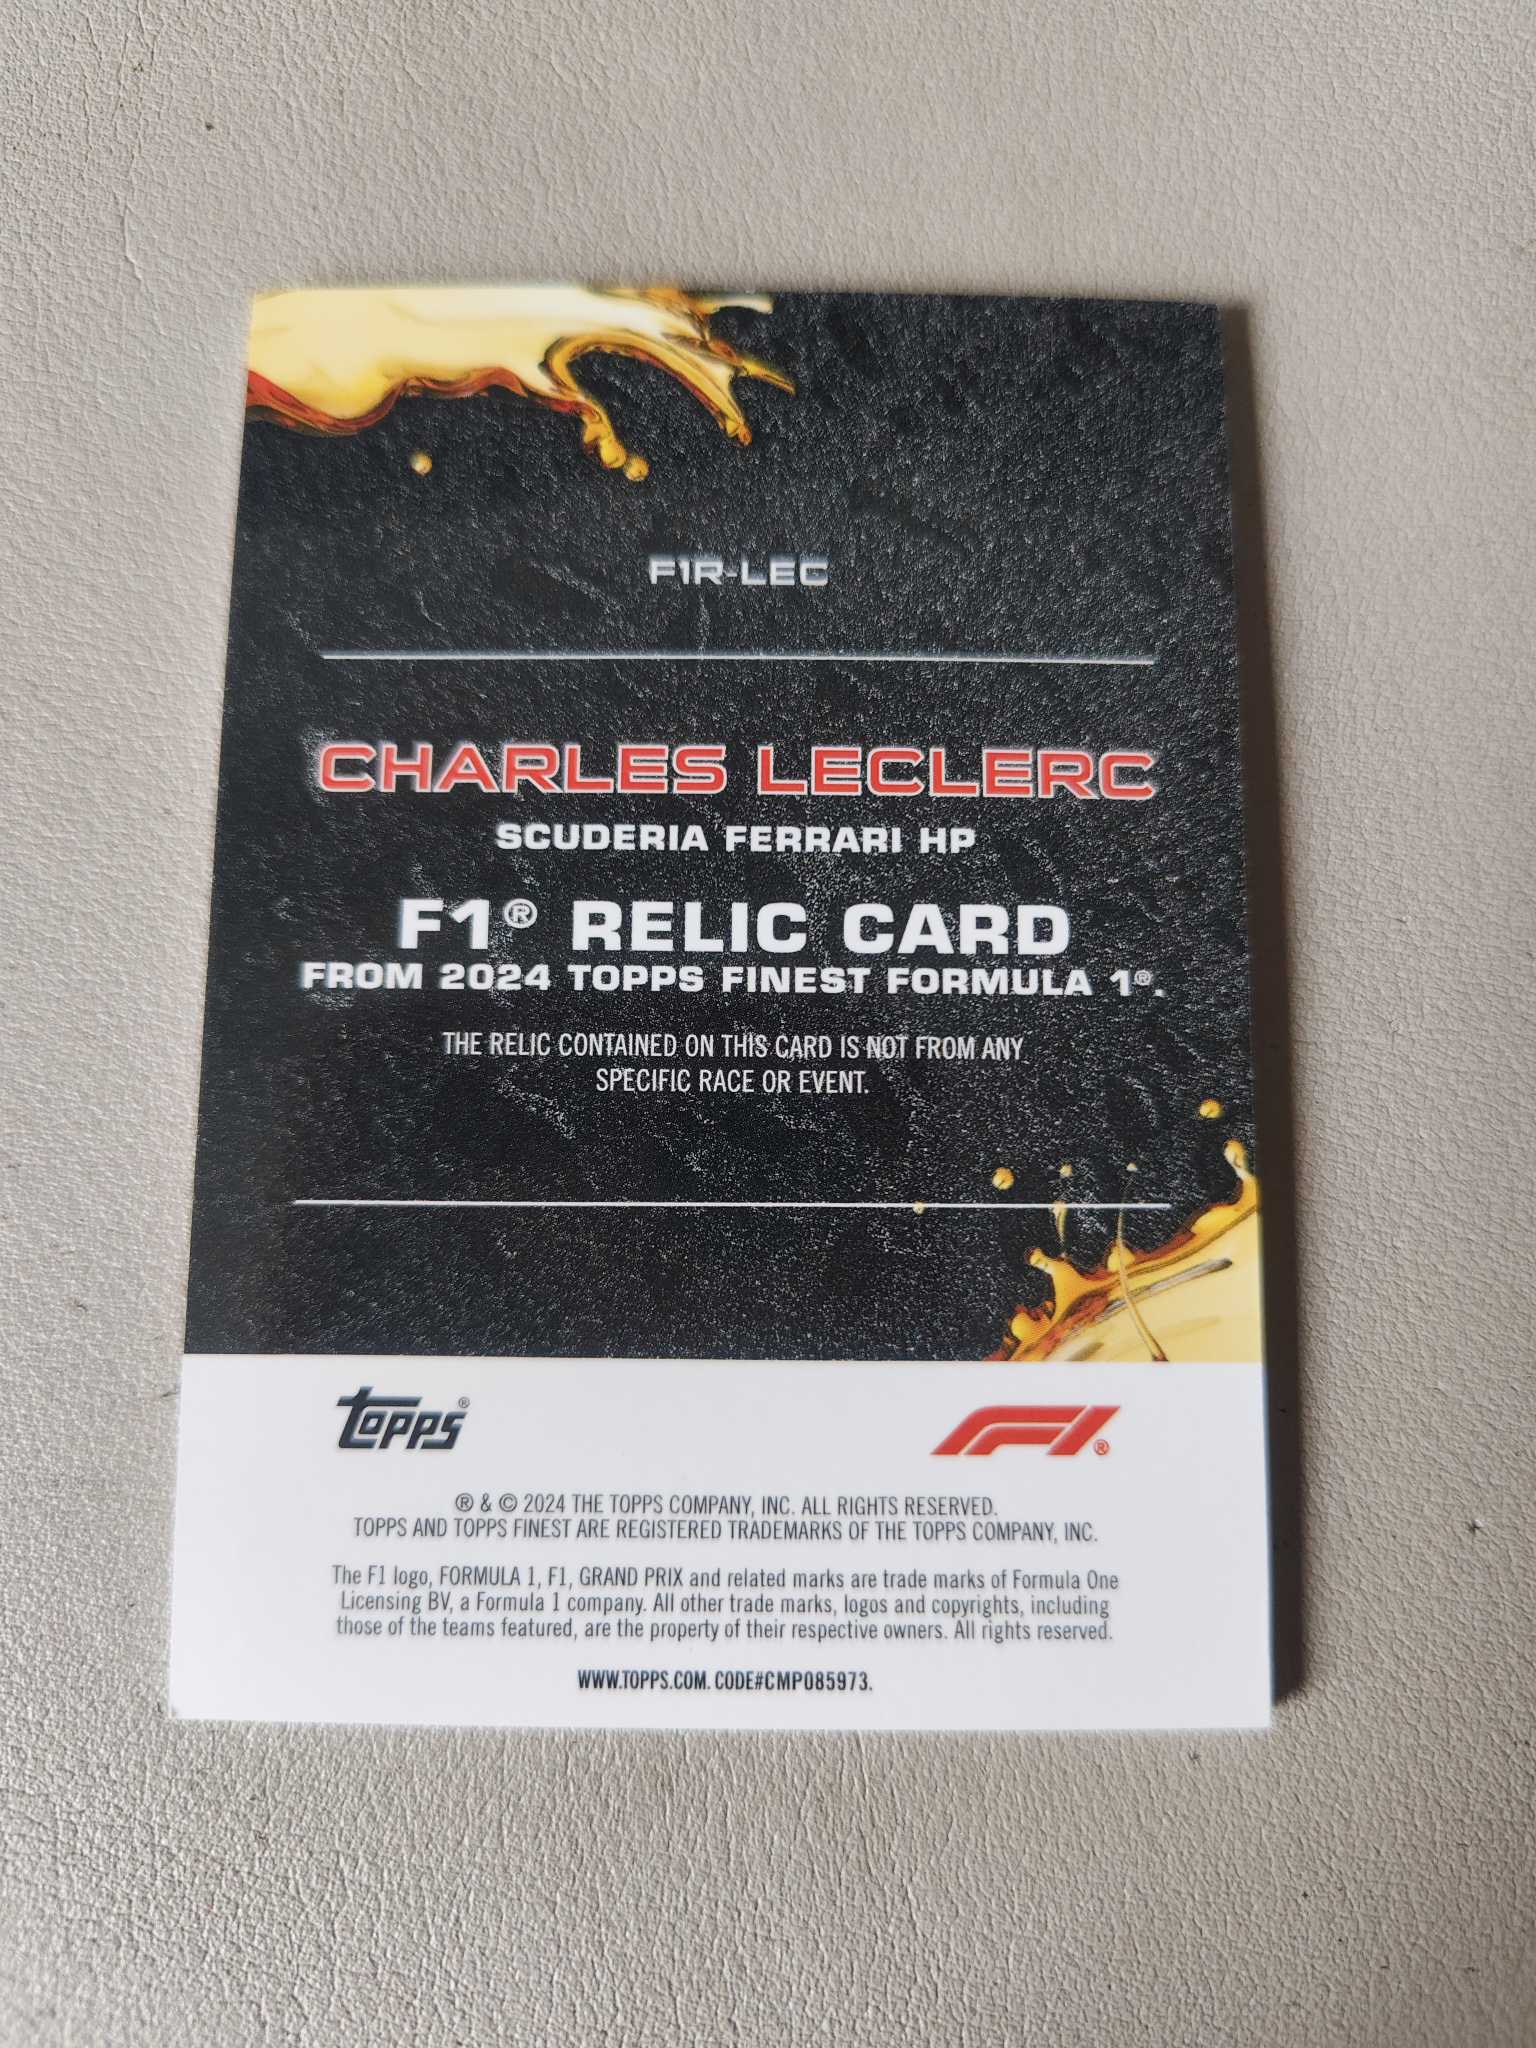 F1R-LEC
CHARLES LECLERC
SCUDERIA FERRARI HP
F1® RELIC CARD
FROM 2024 TOPPS FINEST FORMULA 1®.
THE RELIC CONTAINED ON THIS CARD IS NOT FROM ANY
SPECIFIC RACE OR EVENT.
TOPPS® F1®
® & © 2024 THE TOPPS COMPANY, INC. ALL RIGHTS RESERVED.
TOPPS AND TOPPS FINEST ARE REGISTERED TRADEMARKS OF THE TOPPS COMPANY, INC.
The F1 logo, FORMULA 1, F1, GRAND PRIX and related marks are trade marks of Formula One
Licensing BV, a Formula 1 company. All other trade marks, logos and copyrights, including
those of the teams featured, are the property of their respective owners. All rights reserved.
WWW.TOPPS.COM. CODE#CMP085973.